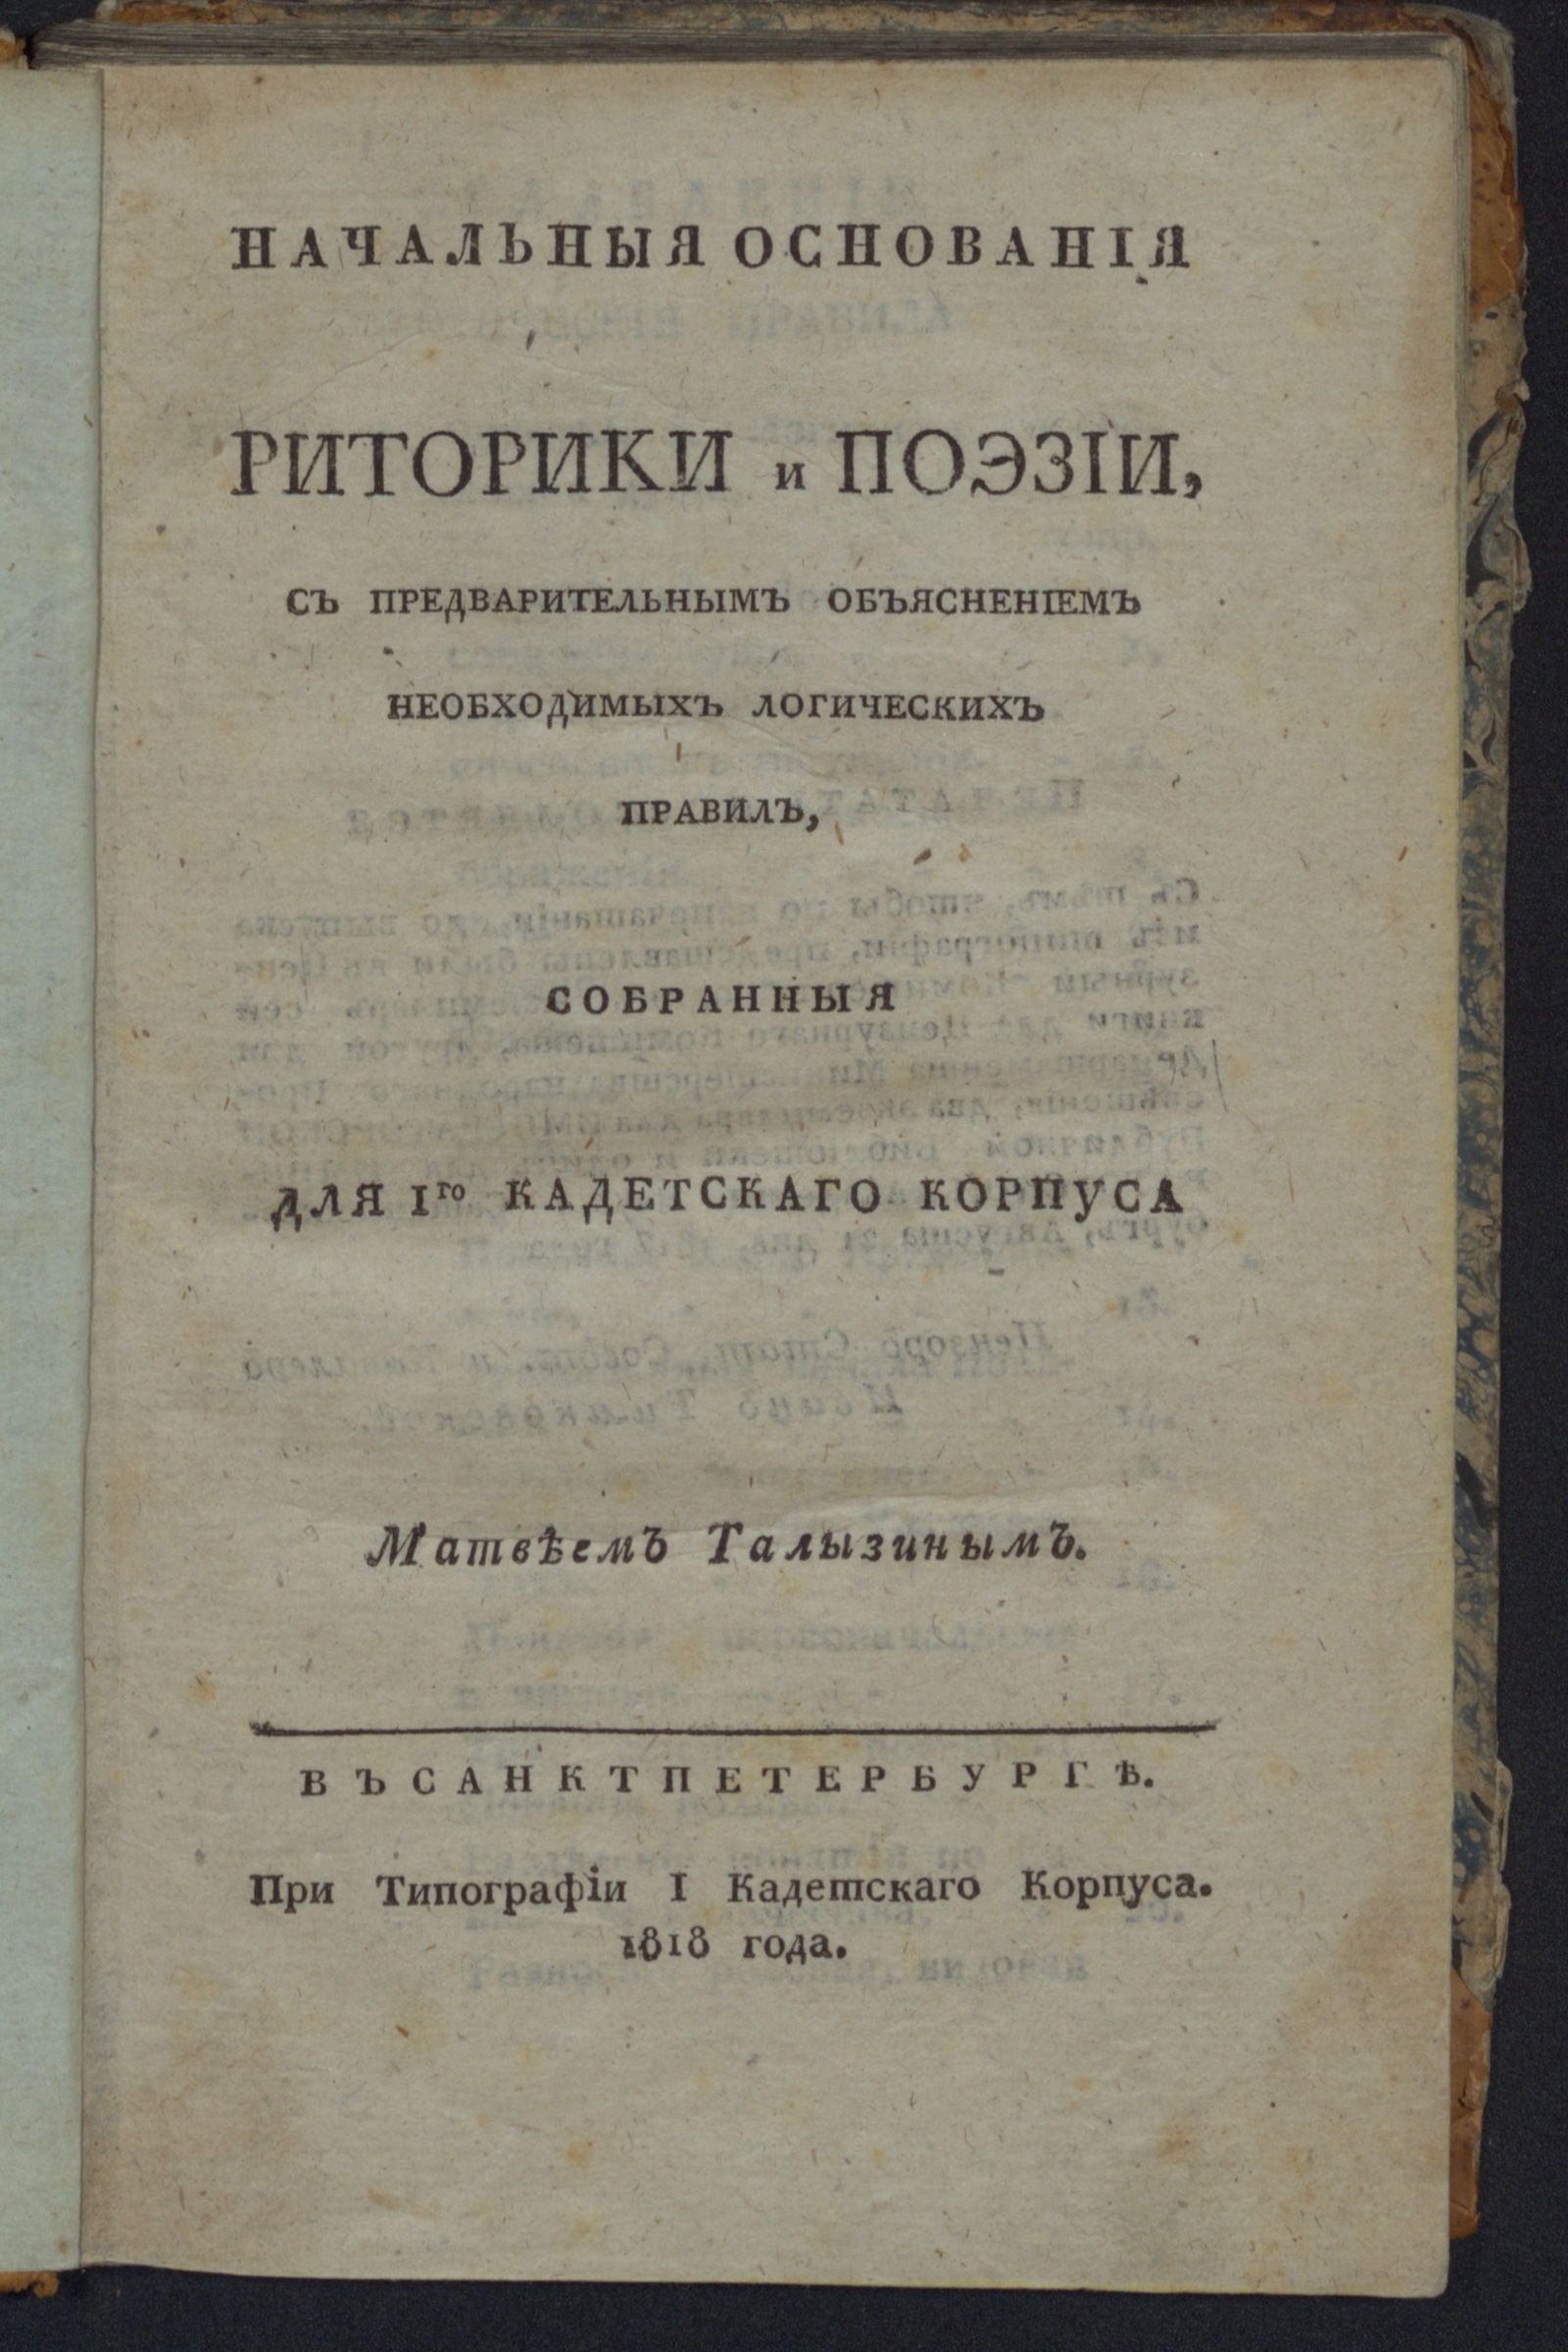 НАЧАЛЬНЫЯ ОСНОВАНІЯ
РИТОРИКИ и ПОЭЗІИ,
СЪ ПРЕДВАРИТЕЛЬНЫМЪ ОБЪЯСНЕНІЕМЪ
НЕОБХОДИМЫХЪ ЛОГИЧЕСКИХЪ
ПРАВИЛЪ,
СОБРАННЫЯ
ДЛЯ Iго КАДЕТСКАГО КОРПУСА
Матвѣемъ Талызинымъ.
ВЪ САНКТПЕТЕРБУРГѢ.
При Типографіи I Кадетскаго Корпуса.
1818 года.